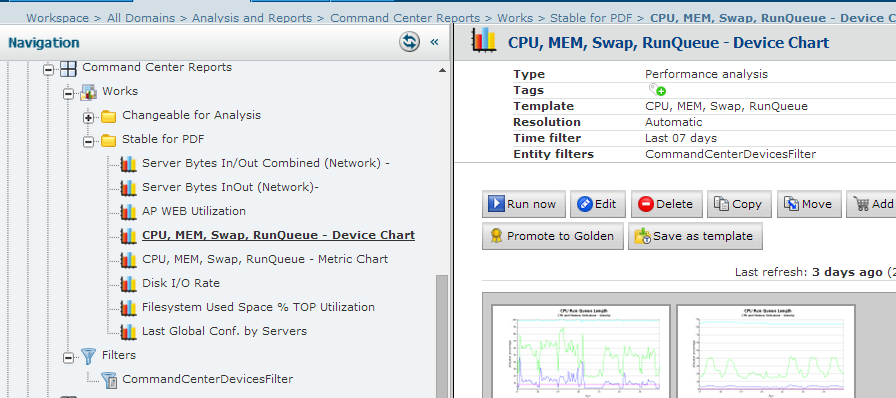 Workspace > All Domains > Analysis and Reports > Command Center Reports > Works > Stable for PDF > CPU, MEM, Swap, RunQueue - Device C
Navigation «
CPU, MEM, Swap, RunQueue - Device Chart
Command Center Reports
Works
Changeable for Analysis
Stable for PDF
Server Bytes In/Out Combined (Network) -
Server Bytes InOut (Network)-
AP WEB Utilization
CPU, MEM, Swap, RunQueue - Device Chart
CPU, MEM, Swap, RunQueue - Metric Chart
Disk I/O Rate
Filesystem Used Space % TOP Utilization
Last Global Conf. by Servers
Filters
CommandCenterDevicesFilter
Type Performance analysis
Tags
Template CPU, MEM, Swap, RunQueue
Resolution Automatic
Time filter Last 07 days
Entity filters CommandCenterDevicesFilter
Run now Edit Delete Copy Move Add
Promote to Golden Save as template
Last refresh: 3 days ago (2
CPU Run Queue Length CPU Run Queue Length